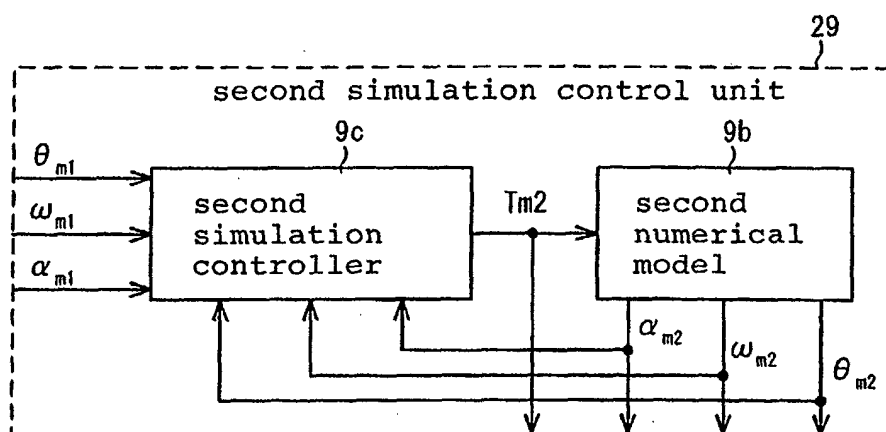 29
second simulation control unit
9c
9b
θm1
ωm1
αm1
second
simulation
controller
Tm2
second
numerical
model
αm2
ωm2
θm2